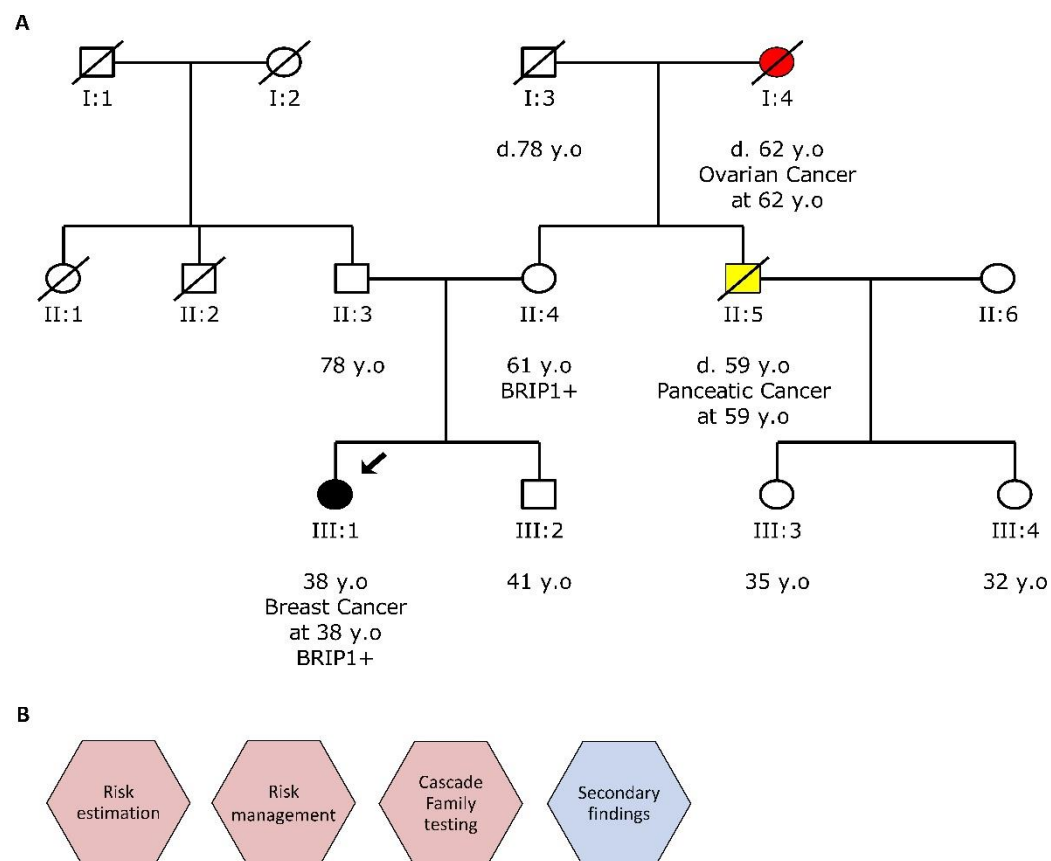 A
I:1
I:2
I:3
I:4
d.78 y.o
d. 62 y.o
Ovarian Cancer
at 62 y.o
II:1
II:2
II:3
II:4
II:5
II:6
78 y.o
61 y.o
BRIP1+
d. 59 y.o
Panceatic Cancer
at 59 y.o
III:1
III:2
III:3
III:4
38 y.o
Breast Cancer
at 38 y.o
BRIP1+
41 y.o
35 y.o
32 y.o
B
Risk
estimation
Risk
management
Cascade
Family
testing
Secondary
findings